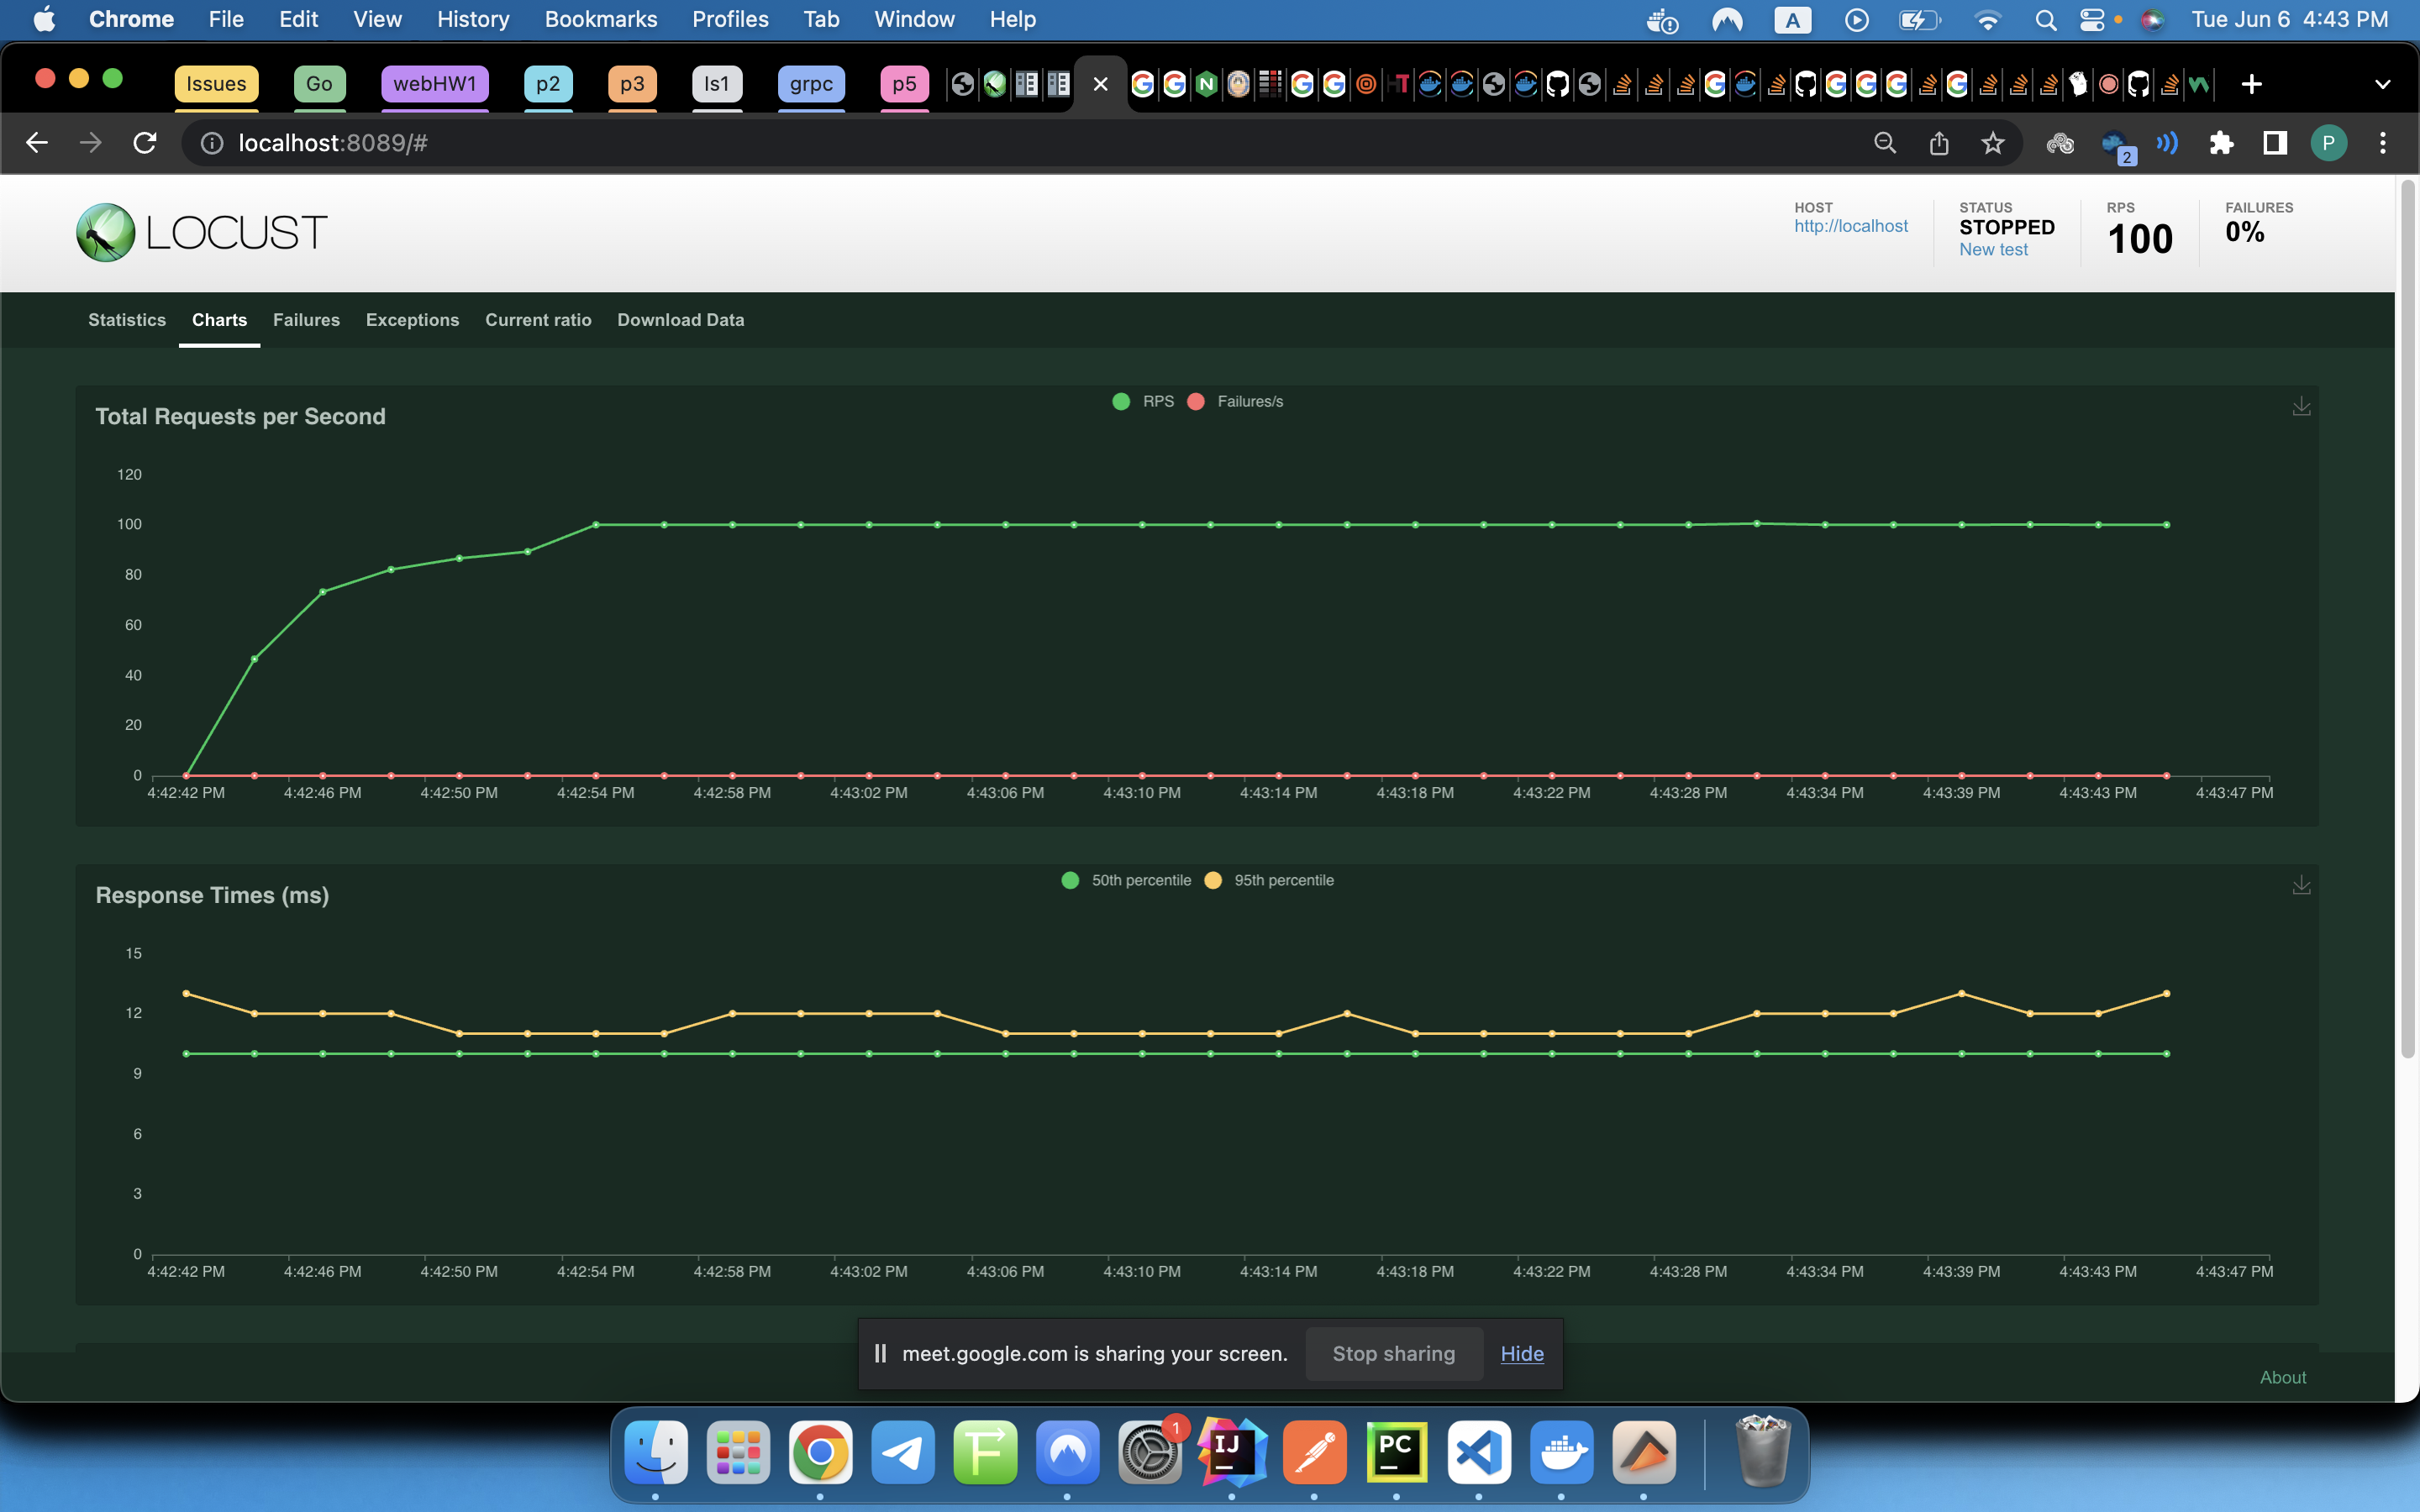 Chrome File Edit View History Bookmarks Profiles Tab Window Help A Tue Jun 6 4:43 PM
Issues Go webHW1 p2 p3 ls1 grpc p5
localhost:8089/# 2 P
LOCUST
HOST
http://localhost
STATUS
STOPPED
New test
RPS
100
FAILURES
0%
Statistics Charts Failures Exceptions Current ratio Download Data
Total Requests per Second
RPS Failures/s
120
100
80
60
40
20
0
4:42:42 PM 4:42:46 PM 4:42:50 PM 4:42:54 PM 4:42:58 PM 4:43:02 PM 4:43:06 PM 4:43:10 PM 4:43:14 PM 4:43:18 PM 4:43:22 PM 4:43:28 PM 4:43:34 PM 4:43:39 PM 4:43:43 PM 4:43:47 PM
Response Times (ms)
50th percentile 95th percentile
15
12
9
6
3
0
4:42:42 PM 4:42:46 PM 4:42:50 PM 4:42:54 PM 4:42:58 PM 4:43:02 PM 4:43:06 PM 4:43:10 PM 4:43:14 PM 4:43:18 PM 4:43:22 PM 4:43:28 PM 4:43:34 PM 4:43:39 PM 4:43:43 PM 4:43:47 PM
meet.google.com is sharing your screen. Stop sharing Hide
About
1
IJ
PC